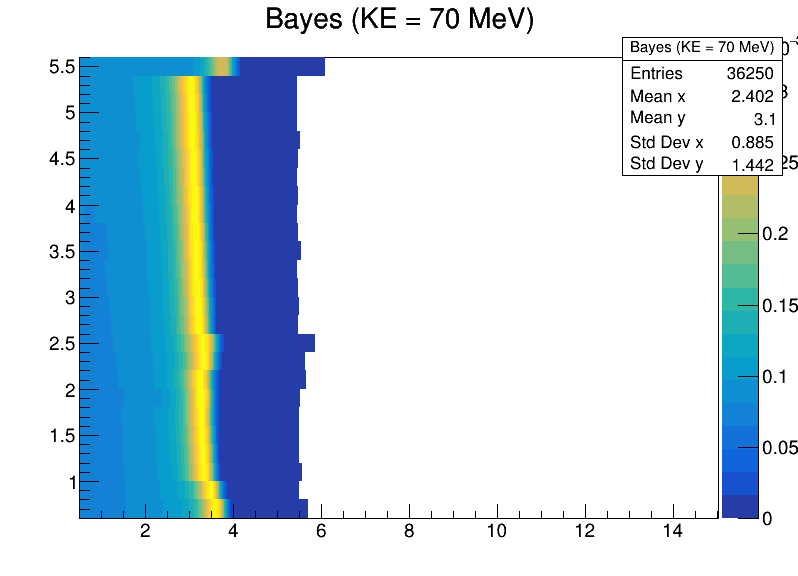 Bayes (KE = 70 MeV)
Bayes (KE = 70 MeV)
Entries 36250
Mean x 2.402
Mean y 3.1
Std Dev x 0.885
Std Dev y 1.442
5.5
5
4.5
4
3.5
3
2.5
2
1.5
1
25
0.2
0.15
0.1
0.05
0
2 4 6 8 10 12 14